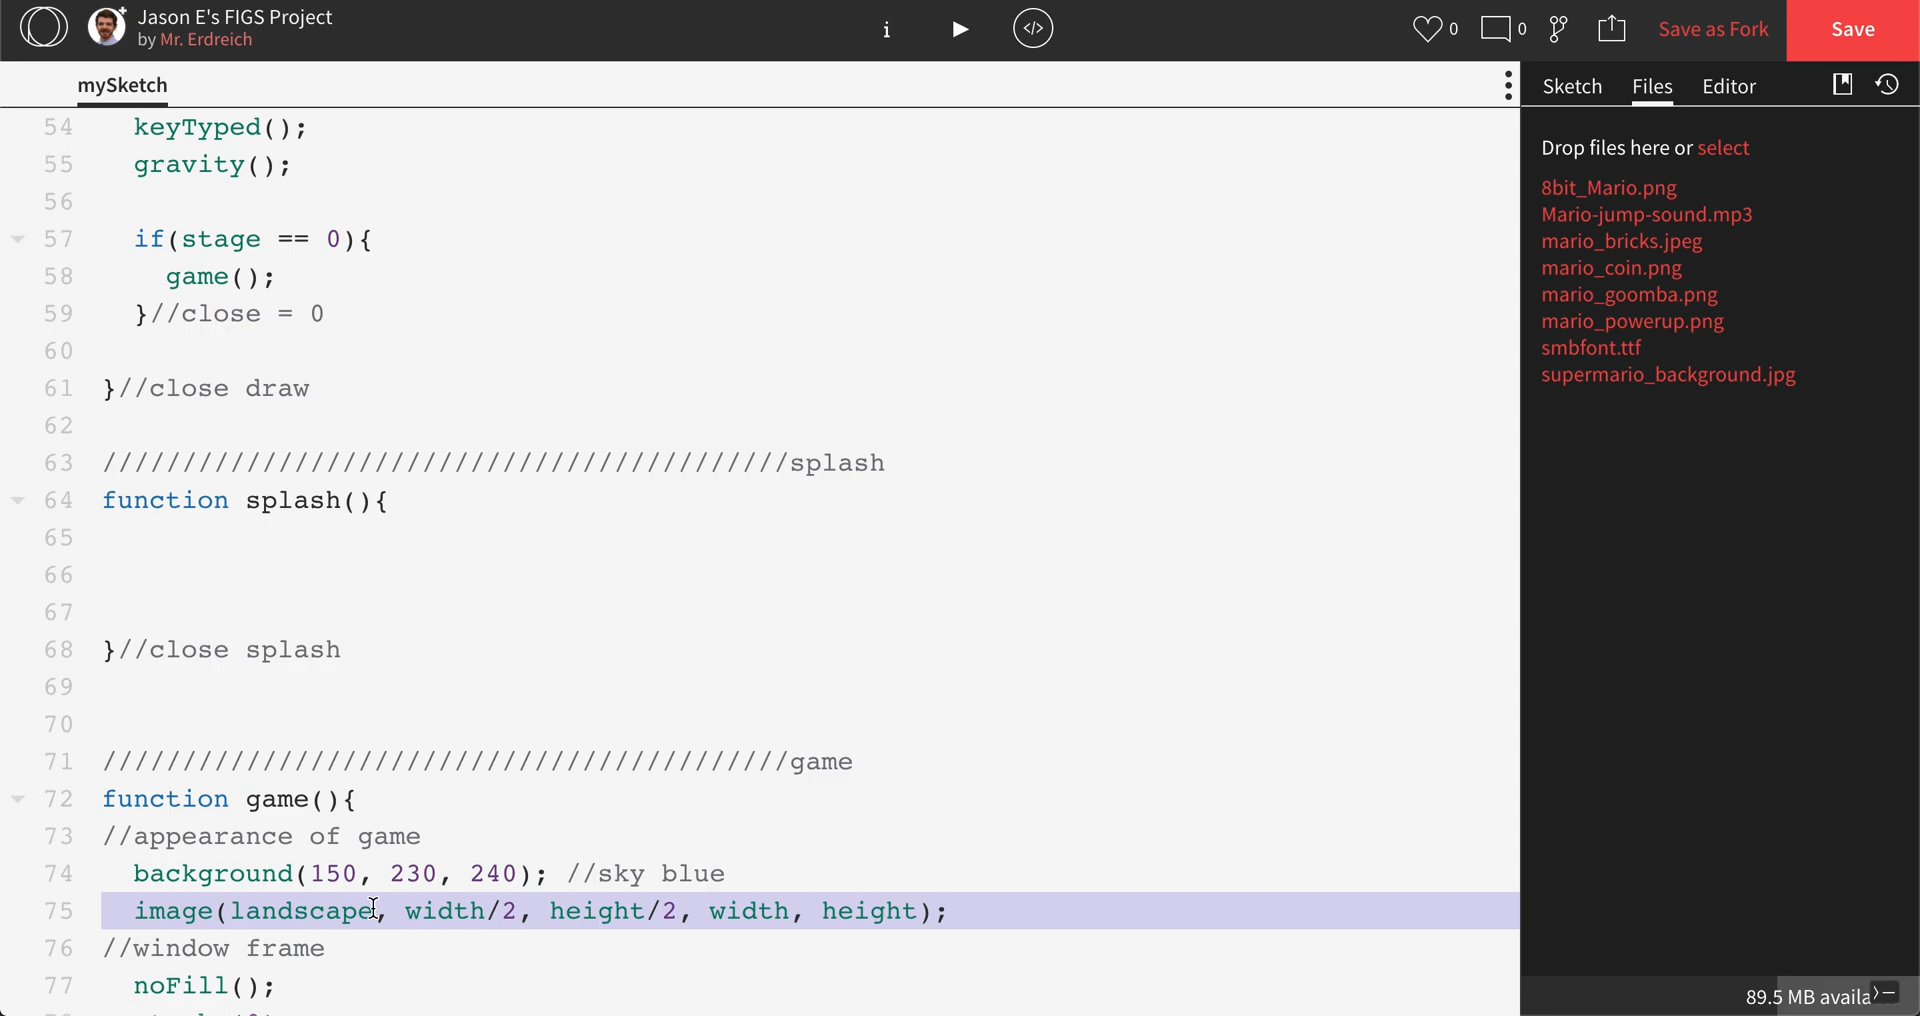 Jason E's FIGS Project
by Mr. Erdreich
i
</>
0
0
Save as Fork
Save
mySketch
Sketch Files Editor
54 keyTyped();
55 gravity();
56
57 if(stage == 0){
58 game();
59 }//close = 0
60
61 }//close draw
62
63 ///////////////////////////////////////////splash
64 function splash(){
65
66
67
68 }//close splash
69
70
71 ///////////////////////////////////////////game
72 function game(){
73 //appearance of game
74 background(150, 230, 240); //sky blue
75 image(landscape, width/2, height/2, width, height);
76 //window frame
77 noFill();
Drop files here or select
8bit_Mario.png
Mario-jump-sound.mp3
mario_bricks.jpeg
mario_coin.png
mario_goomba.png
mario_powerup.png
smbfont.ttf
supermario_background.jpg
89.5 MB availa